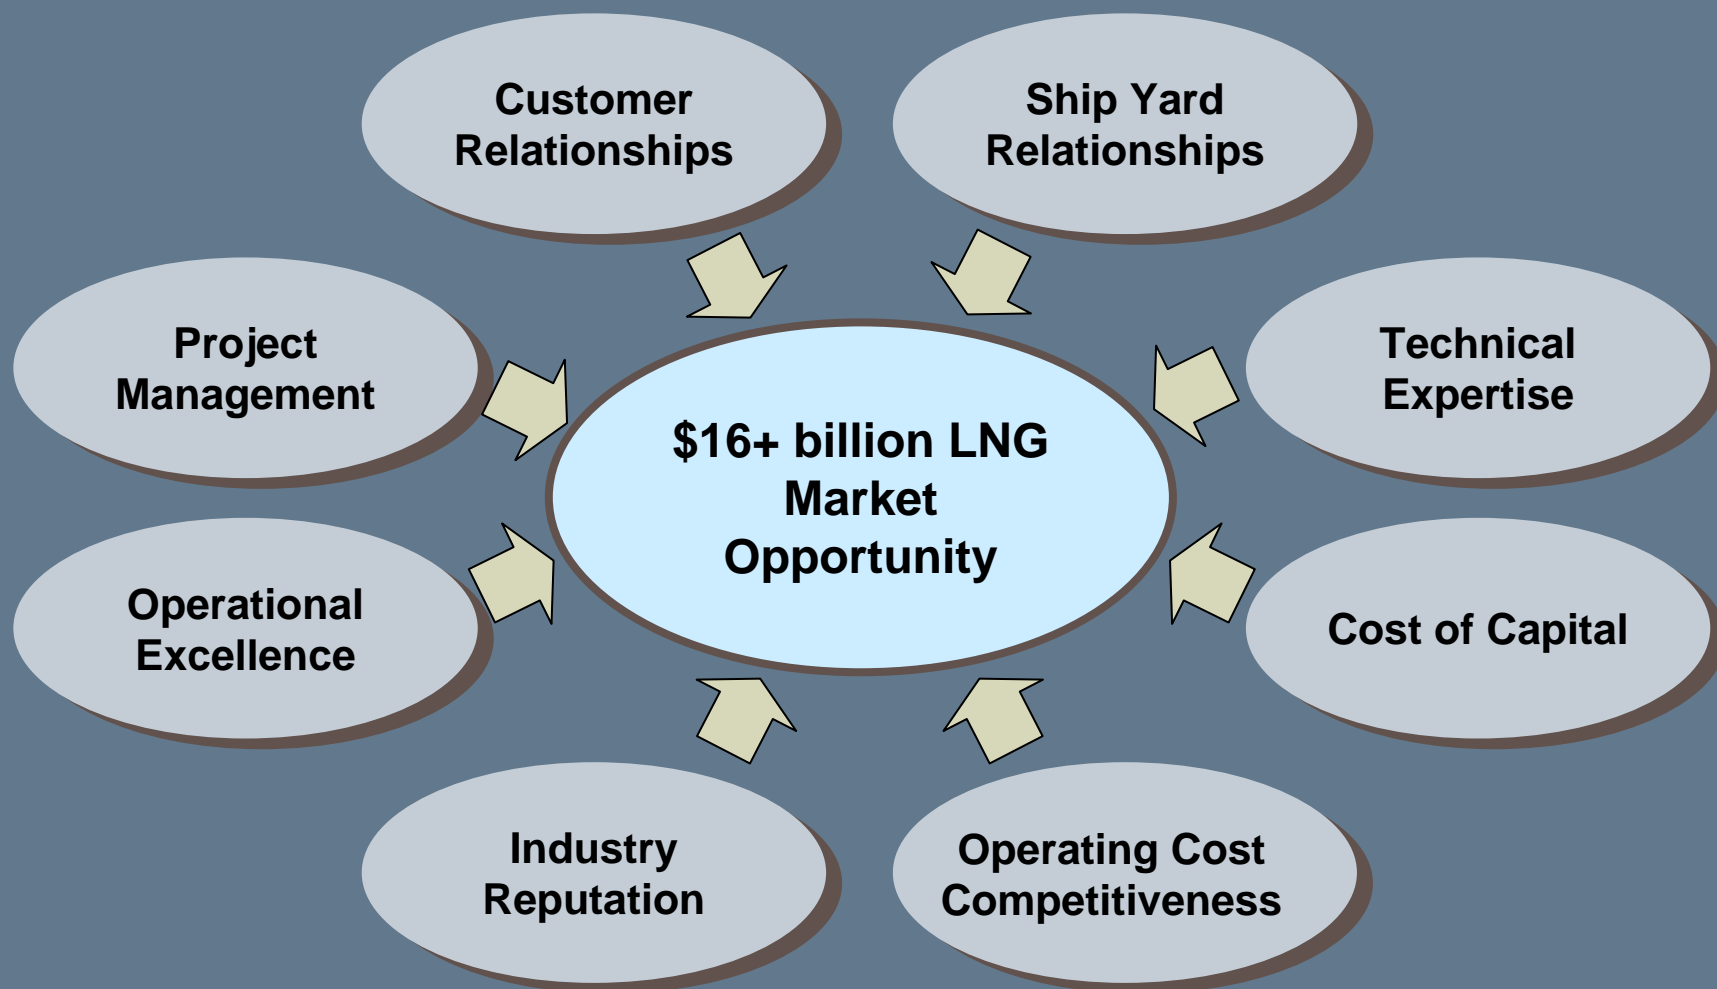 Customer
Relationships
Ship Yard
Relationships
Project
Management
Technical
Expertise
$16+ billion LNG
Market
Opportunity
Operational
Excellence
Cost of Capital
Industry
Reputation
Operating Cost
Competitiveness